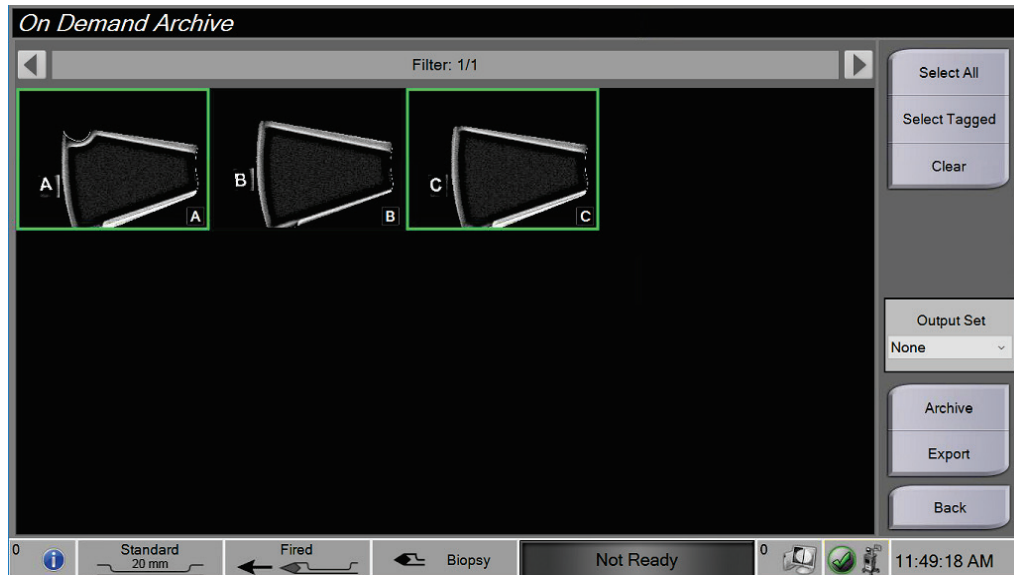 On Demand Archive
Filter: 1/1
Select All
Select Tagged
Clear
A
A
B
B
C
C
Output Set
None
Archive
Export
Back
0
Standard
20 mm
Fired
Biopsy
Not Ready
0
11:49:18 AM